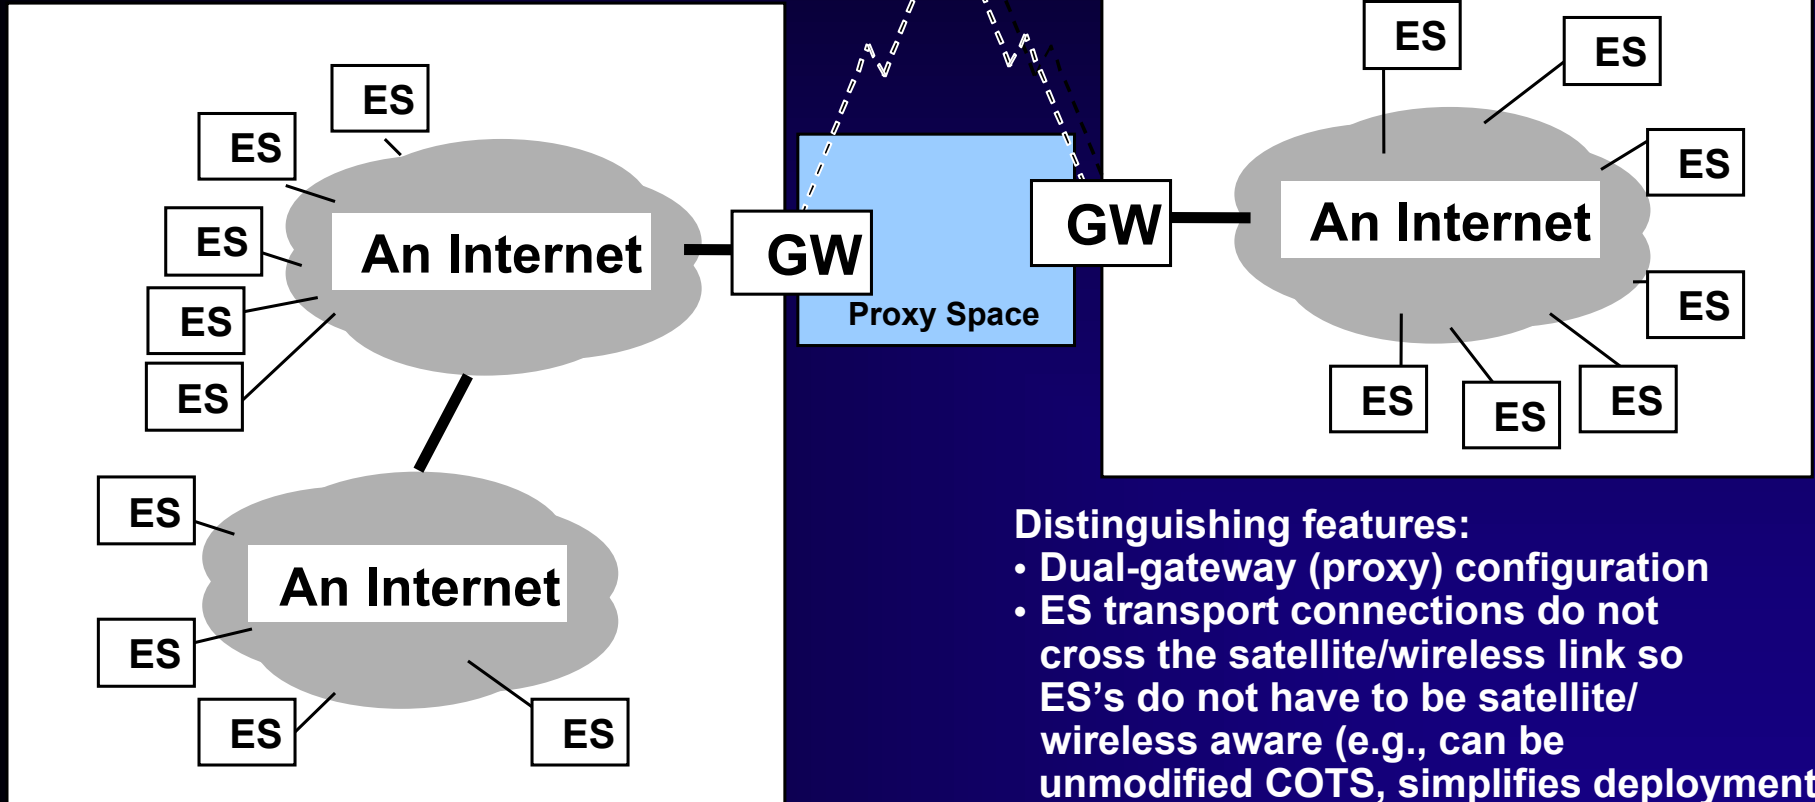 ES
ES
ES
ES
ES
An Internet
GW
Proxy Space
GW
An Internet
ES
ES
ES
ES
ES
ES
ES
ES
An Internet
ES
ES
ES
Distinguishing features:
• Dual-gateway (proxy) configuration
• ES transport connections do not
cross the satellite/wireless link so
ES’s do not have to be satellite/
wireless aware (e.g., can be
unmodified COTS, simplifies deployment